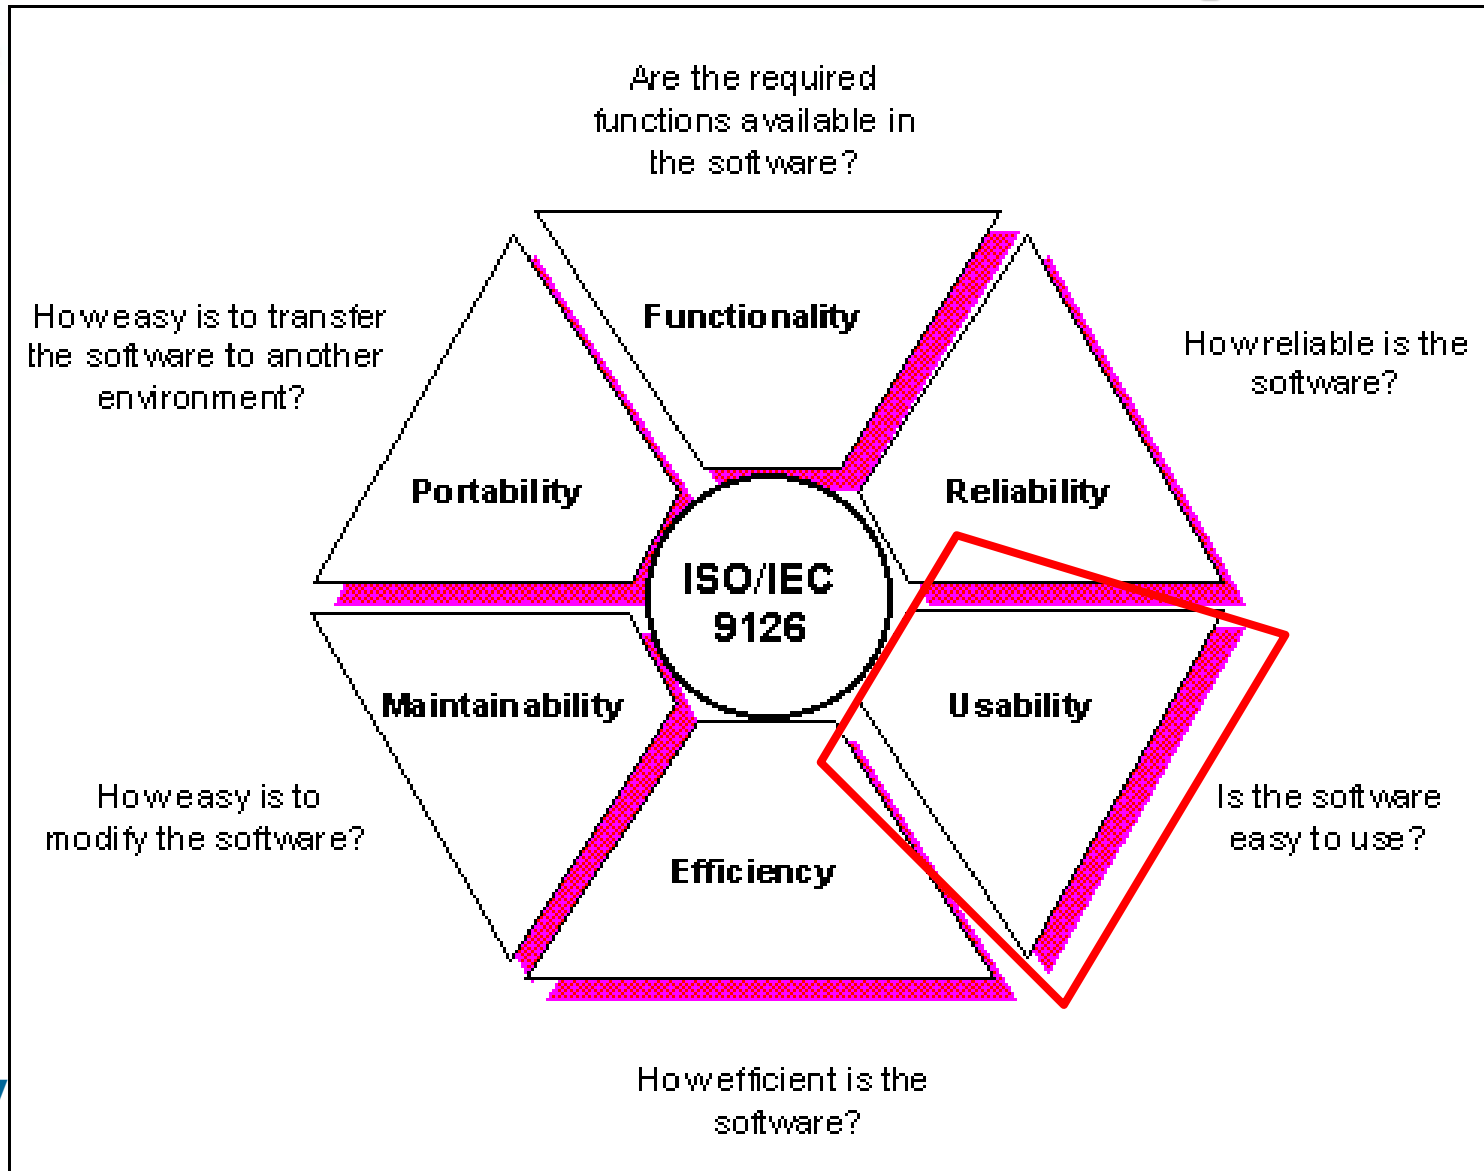 Are the required
functions available in
the software?
Functionality
How easy is to transfer
the software to another
environment?
How reliable is the
software?
Portability
Reliability
ISO/IEC
9126
Maintainability
Usability
How easy is to
modify the software?
Is the software
easy to use?
Efficiency
How efficient is the
software?